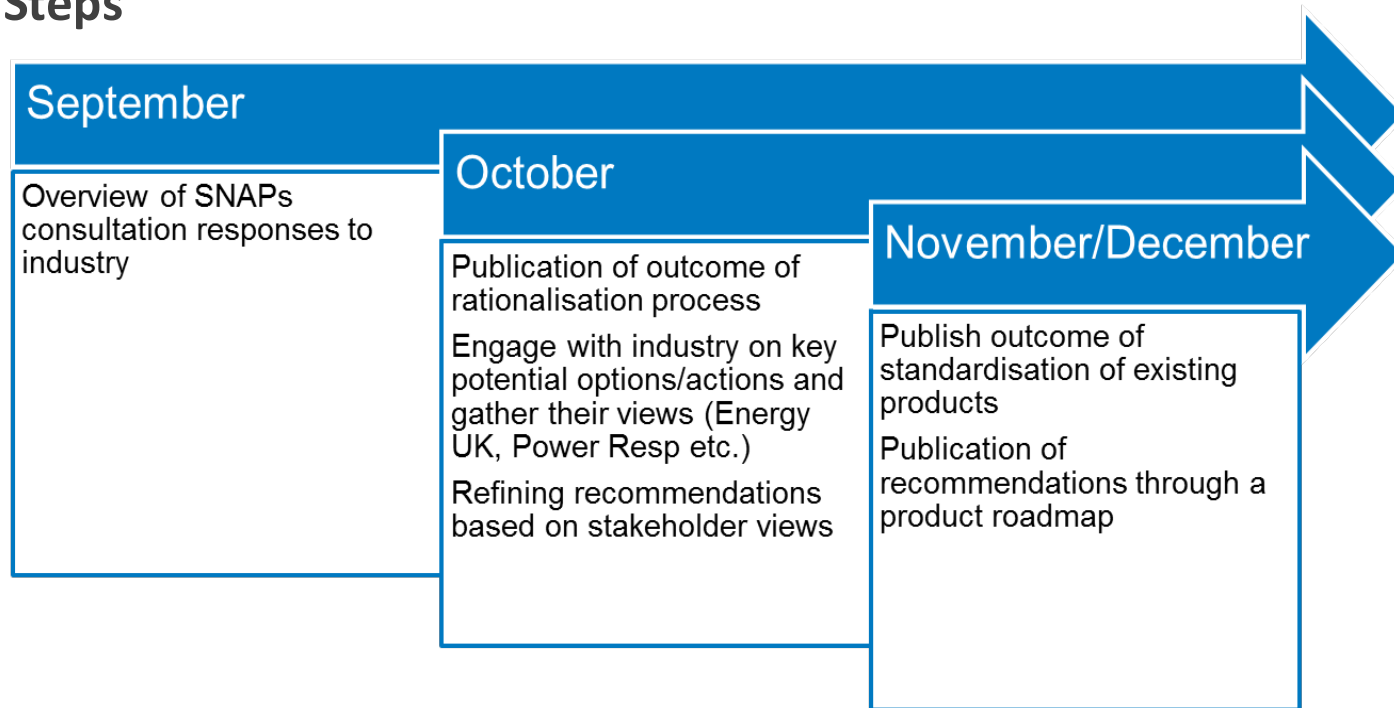 Steps
September
Overview of SNAPs
consultation responses to
industry
October
Publication of outcome of
rationalisation process
Engage with industry on key
potential options/actions and
gather their views (Energy
UK, Power Resp etc.)
Refining recommendations
based on stakeholder views
November/December
Publish outcome of
standardisation of existing
products
Publication of
recommendations through a
product roadmap